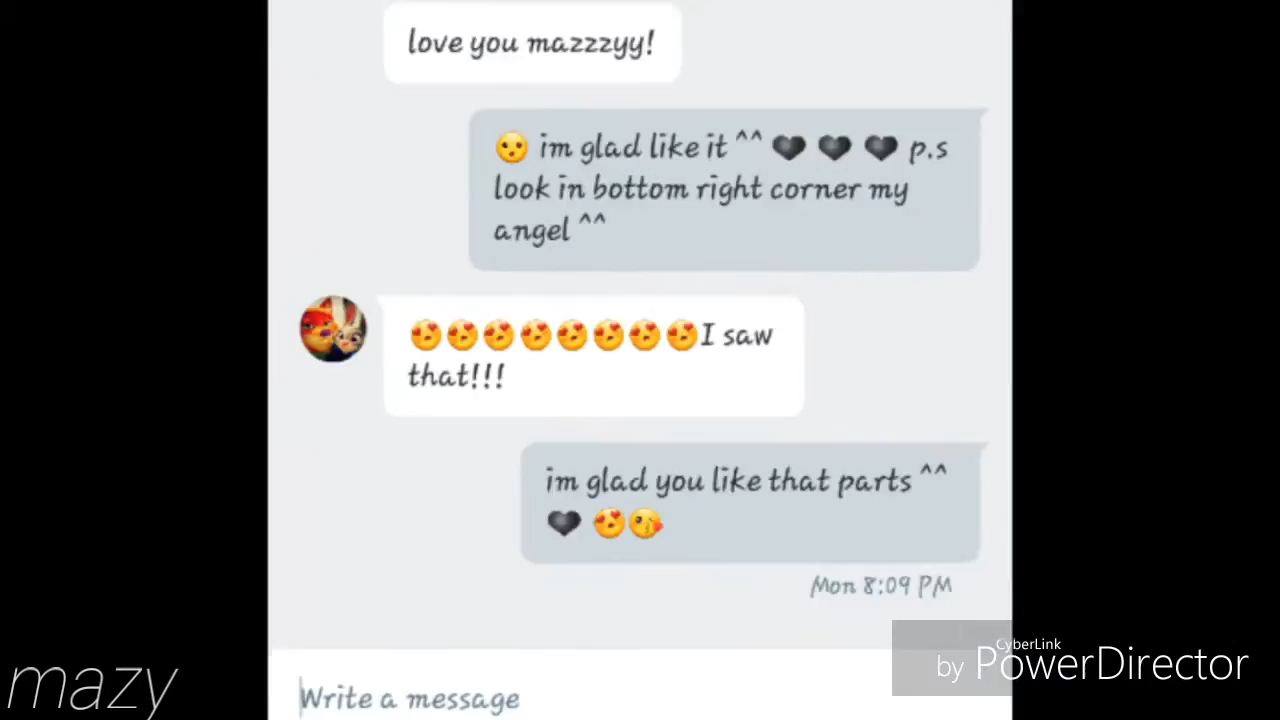 love you mazzzyy!
😗 im glad like it ^^ 🖤 🖤 🖤 p.s
look in bottom right corner my
angel ^^
😍😍😍😍😍😍😍😍I saw
that!!!
im glad you like that parts ^^
🖤 😍😘
Mon 8:09 PM
Write a message
mazy
CyberLink
by PowerDirector